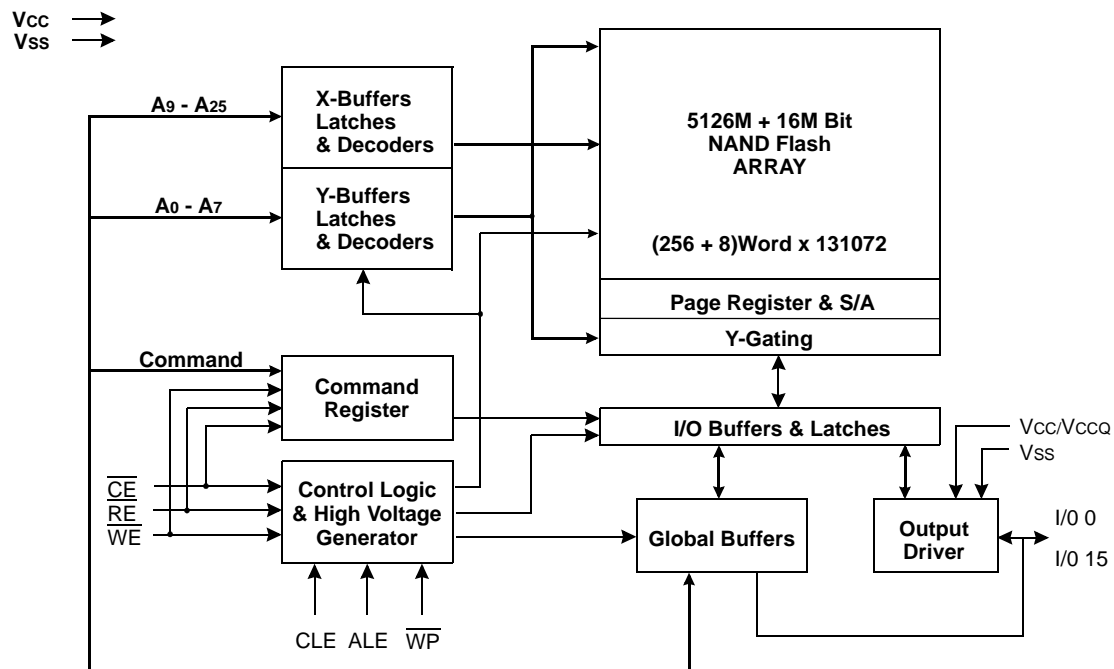 VCC
VSS
A9 - A25
X-Buffers
Latches
& Decoders
A0 - A7
Y-Buffers
Latches
& Decoders
5126M + 16M Bit
NAND Flash
ARRAY
(256 + 8)Word x 131072
Page Register & S/A
Y-Gating
Command
Command
Register
I/O Buffers & Latches
VCC/VCCQ
VSS
CE
RE
WE
Control Logic
& High Voltage
Generator
Global Buffers
Output
Driver
I/0 0
I/0 15
CLE ALE WP